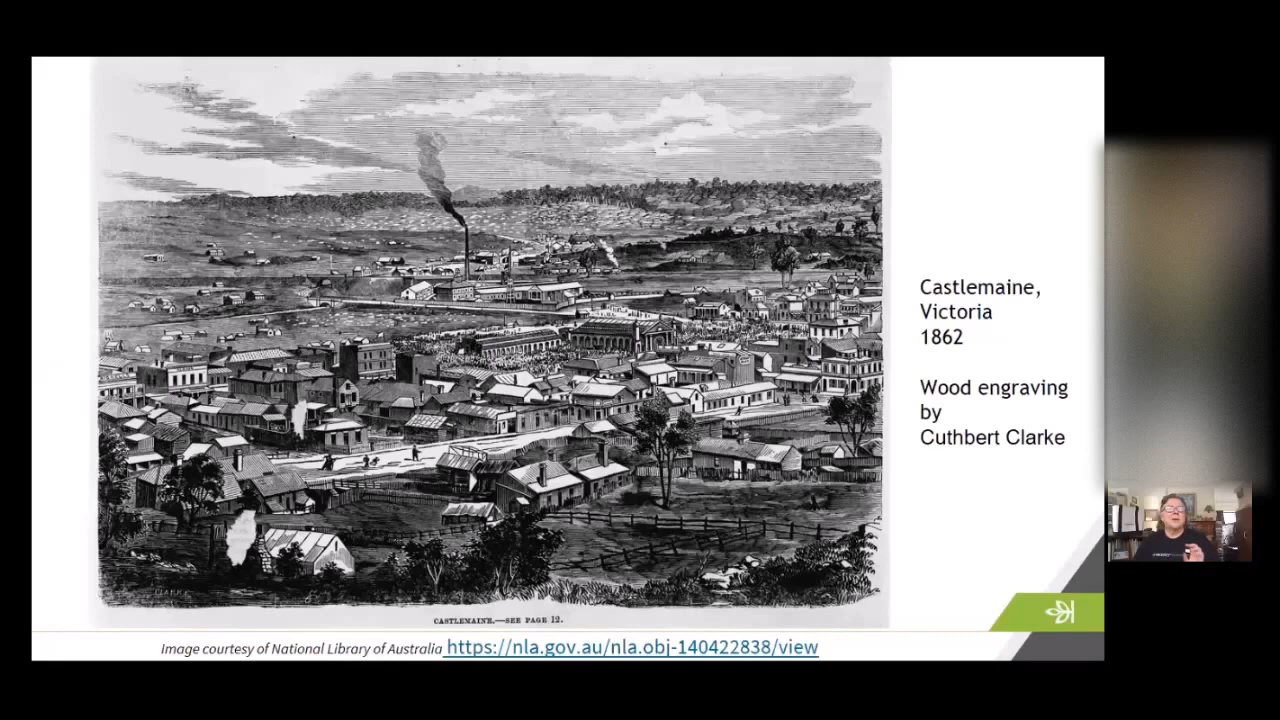 Castlemaine,
Victoria
1862
Wood engraving
by
Cuthbert Clarke
CLARKE
CASTLEMAINE.—SEE PAGE 12.
Image courtesy of National Library of Australia https://nla.gov.au/nla.obj-140422838/view